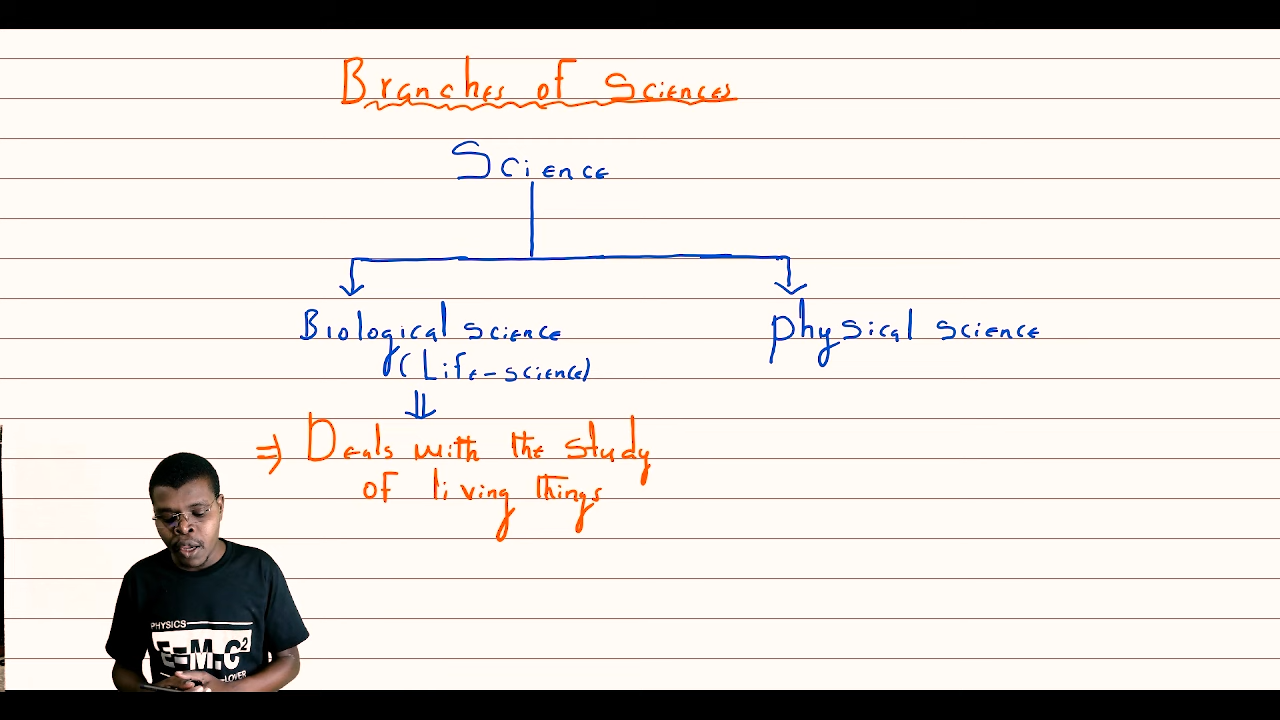 Branches of Sciences
Science
Biological science
Physical science
(Life-science)
⇓
⇒ Deals with the study
of living things
PHYSICS
E=M.C²
LOVER